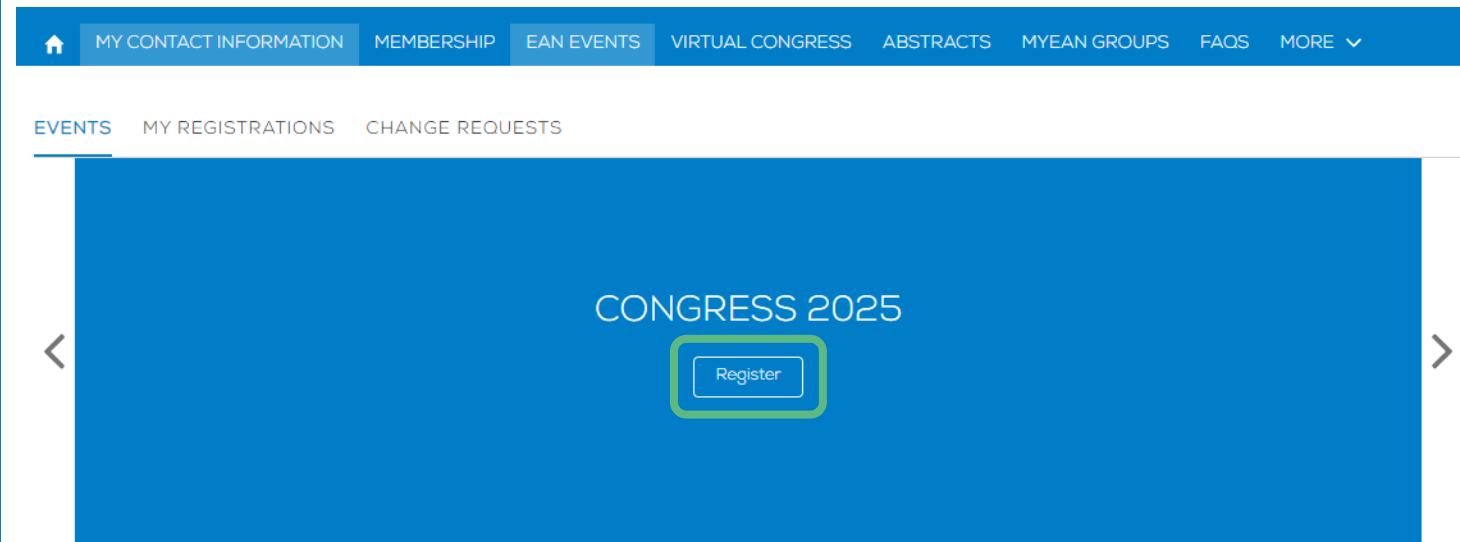 MY CONTACT INFORMATION MEMBERSHIP EAN EVENTS VIRTUAL CONGRESS ABSTRACTS MYEAN GROUPS FAQS MORE
EVENTS MY REGISTRATIONS CHANGE REQUESTS
CONGRESS 2025
Register